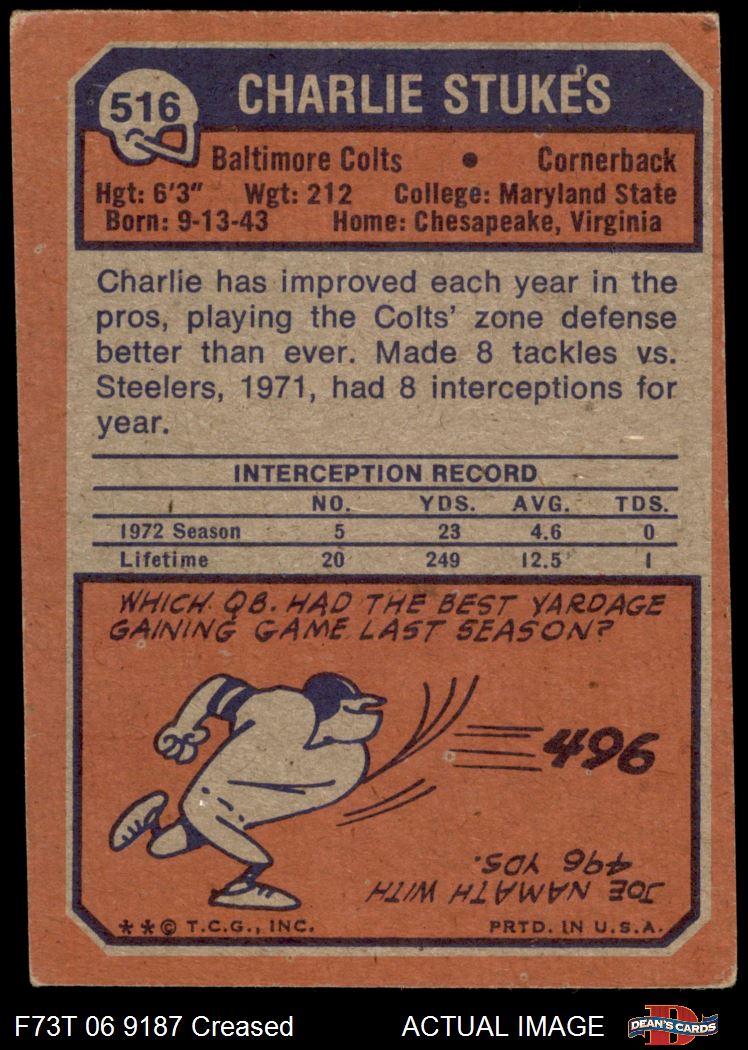 516
CHARLIE STUKES
Baltimore Colts • Cornerback
Hgt: 6'3" Wgt: 212 College: Maryland State
Born: 9-13-43 Home: Chesapeake, Virginia
Charlie has improved each year in the
pros, playing the Colts' zone defense
better than ever. Made 8 tackles vs.
Steelers, 1971, had 8 interceptions for
year.
INTERCEPTION RECORD
NO. YDS. AVG. TDS.
1972 Season 5 23 4.6 0
Lifetime 20 249 12.5 1
WHICH QB. HAD THE BEST YARDAGE
GAINING GAME LAST SEASON?
496
JOE NAMATH WITH
496 YDS.
**© T.C.G., INC. PRTD. IN U.S.A.
F73T 06 9187 Creased ACTUAL IMAGE
D
DEAN'S CARDS